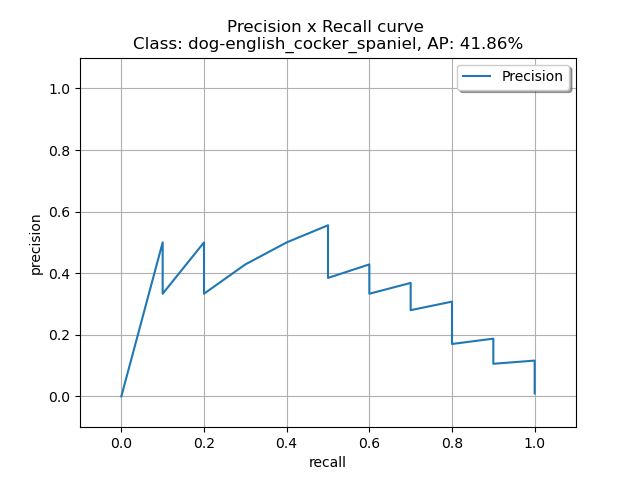 Precision x Recall curve
Class: dog-english_cocker_spaniel, AP: 41.86%
Precision
1.0
0.8
0.6
0.4
0.2
0.0
precision
0.0 0.2 0.4 0.6 0.8 1.0
recall